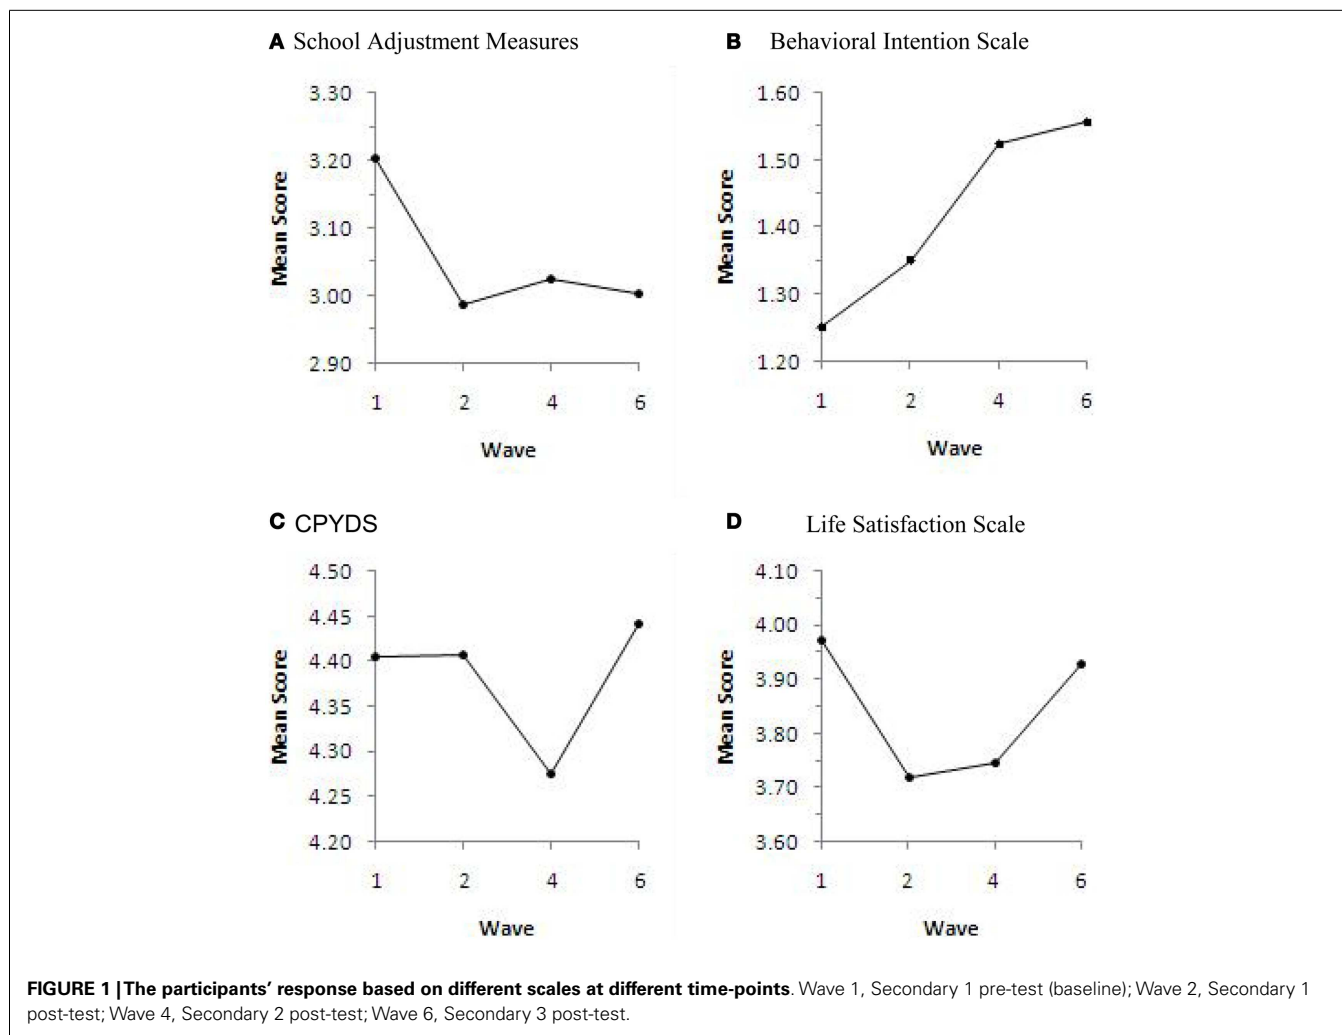 A School Adjustment Measures
3.30
3.20
3.10
3.00
2.90
Mean Score
1 2 4 6
Wave
B Behavioral Intention Scale
1.60
1.50
1.40
1.30
1.20
Mean Score
1 2 4 6
Wave
C CPYDS
4.50
4.45
4.40
4.35
4.30
4.25
4.20
Mean Score
1 2 4 6
Wave
D Life Satisfaction Scale
4.10
4.00
3.90
3.80
3.70
3.60
Mean Score
1 2 4 6
Wave
FIGURE 1 | The participants’ response based on different scales at different time-points. Wave 1, Secondary 1 pre-test (baseline); Wave 2, Secondary 1
post-test; Wave 4, Secondary 2 post-test; Wave 6, Secondary 3 post-test.